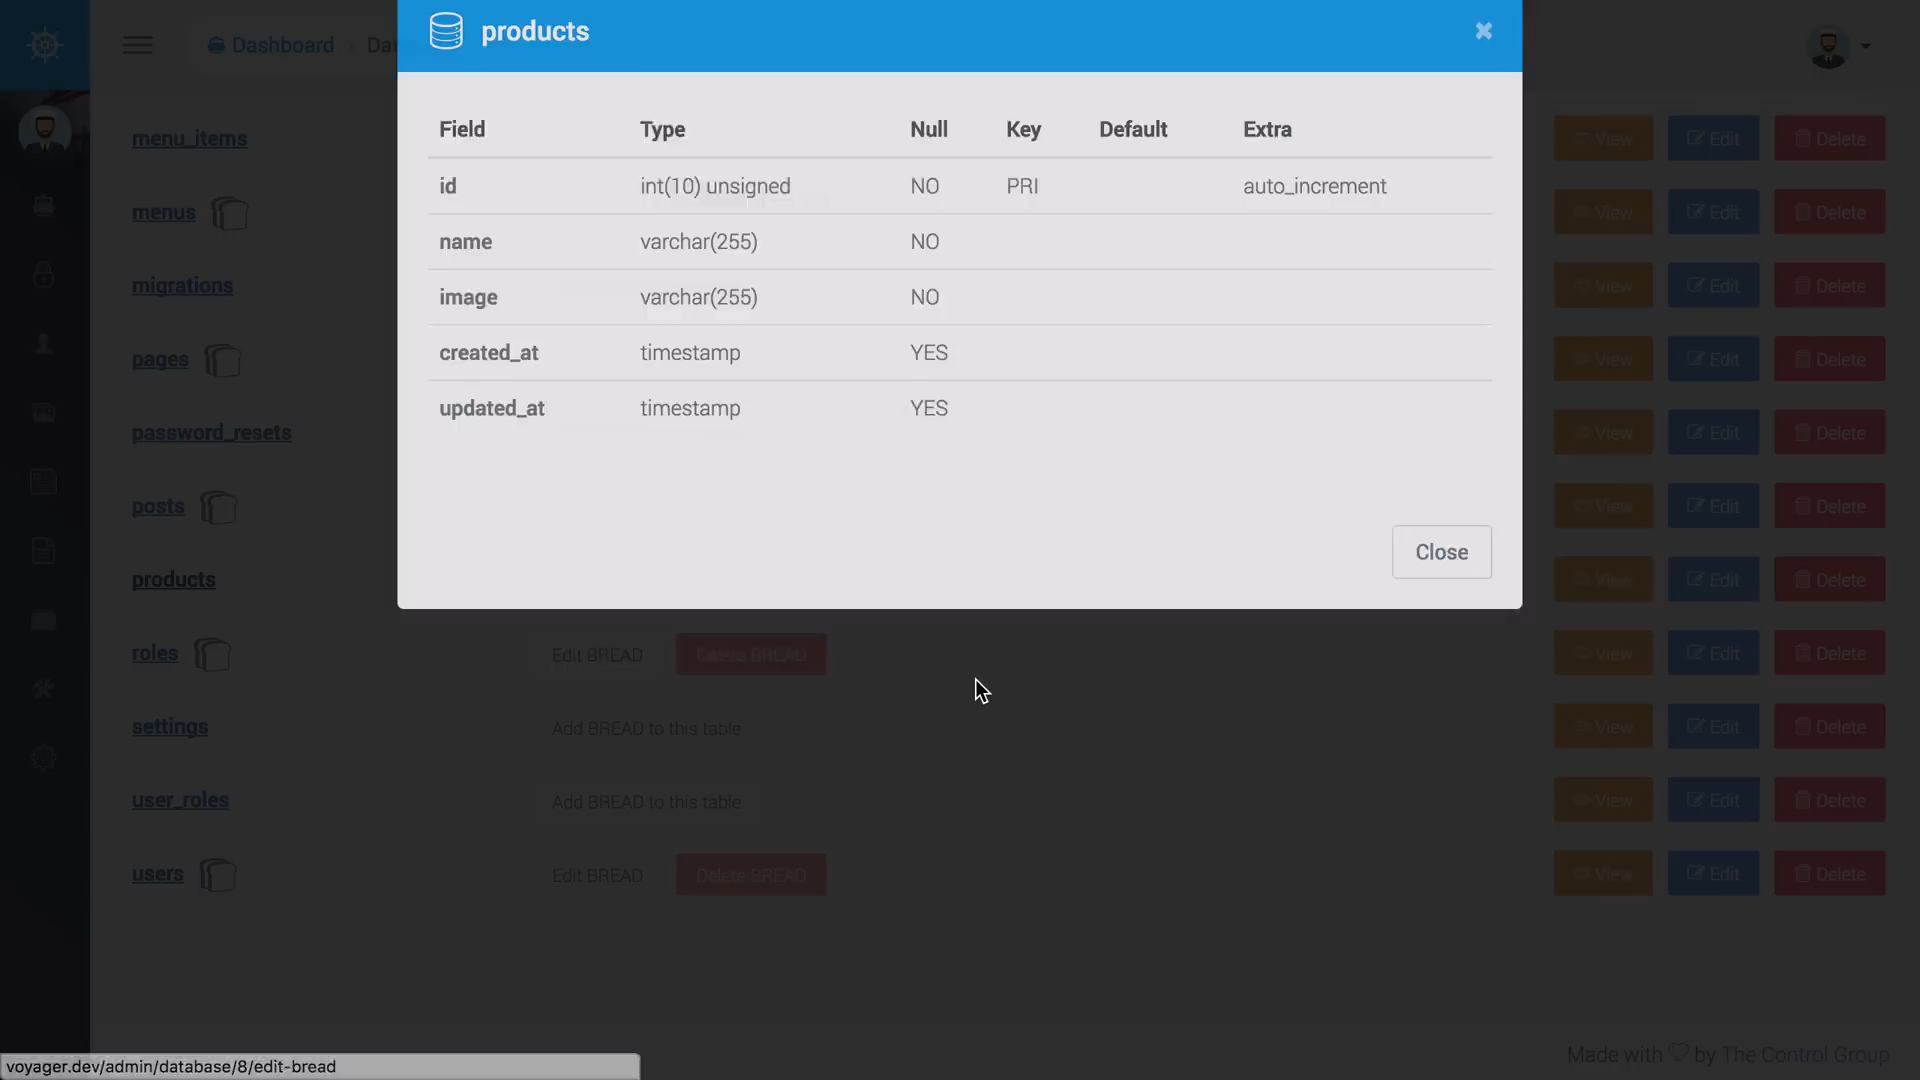 Dashboard > Dat
products
Field Type Null Key Default Extra
id int(10) unsigned NO PRI auto_increment
name varchar(255) NO
image varchar(255) NO
created_at timestamp YES
updated_at timestamp YES
Close
menu_items View Edit Delete
menus View Edit Delete
migrations View Edit Delete
pages View Edit Delete
password_resets View Edit Delete
posts View Edit Delete
products View Edit Delete
roles Edit BREAD Delete BREAD View Edit Delete
settings Add BREAD to this table View Edit Delete
user_roles Add BREAD to this table View Edit Delete
users Edit BREAD Delete BREAD View Edit Delete
Made with ♡ by The Control Group
voyager.dev/admin/database/8/edit-bread